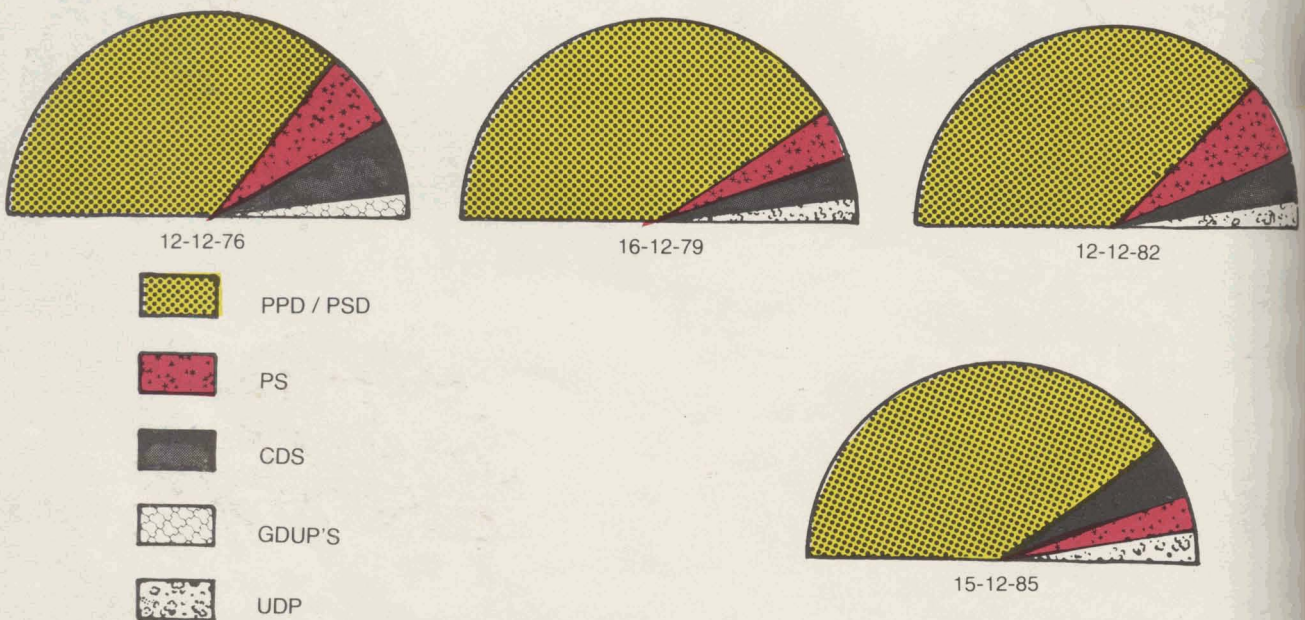 12-12-76
16-12-79
12-12-82
PPD / PSD
PS
CDS
GDUP'S
UDP
15-12-85